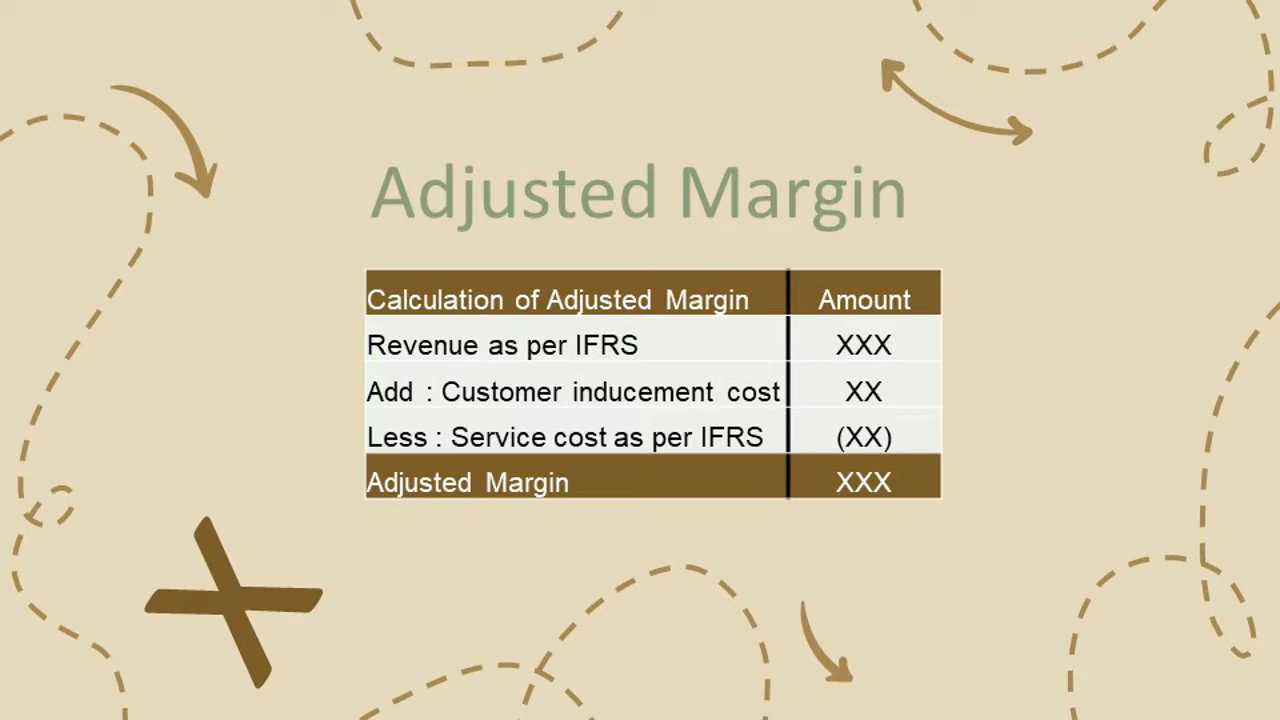 Adjusted Margin
Calculation of Adjusted Margin Amount
Revenue as per IFRS XXX
Add : Customer inducement cost XX
Less : Service cost as per IFRS (XX)
Adjusted Margin XXX